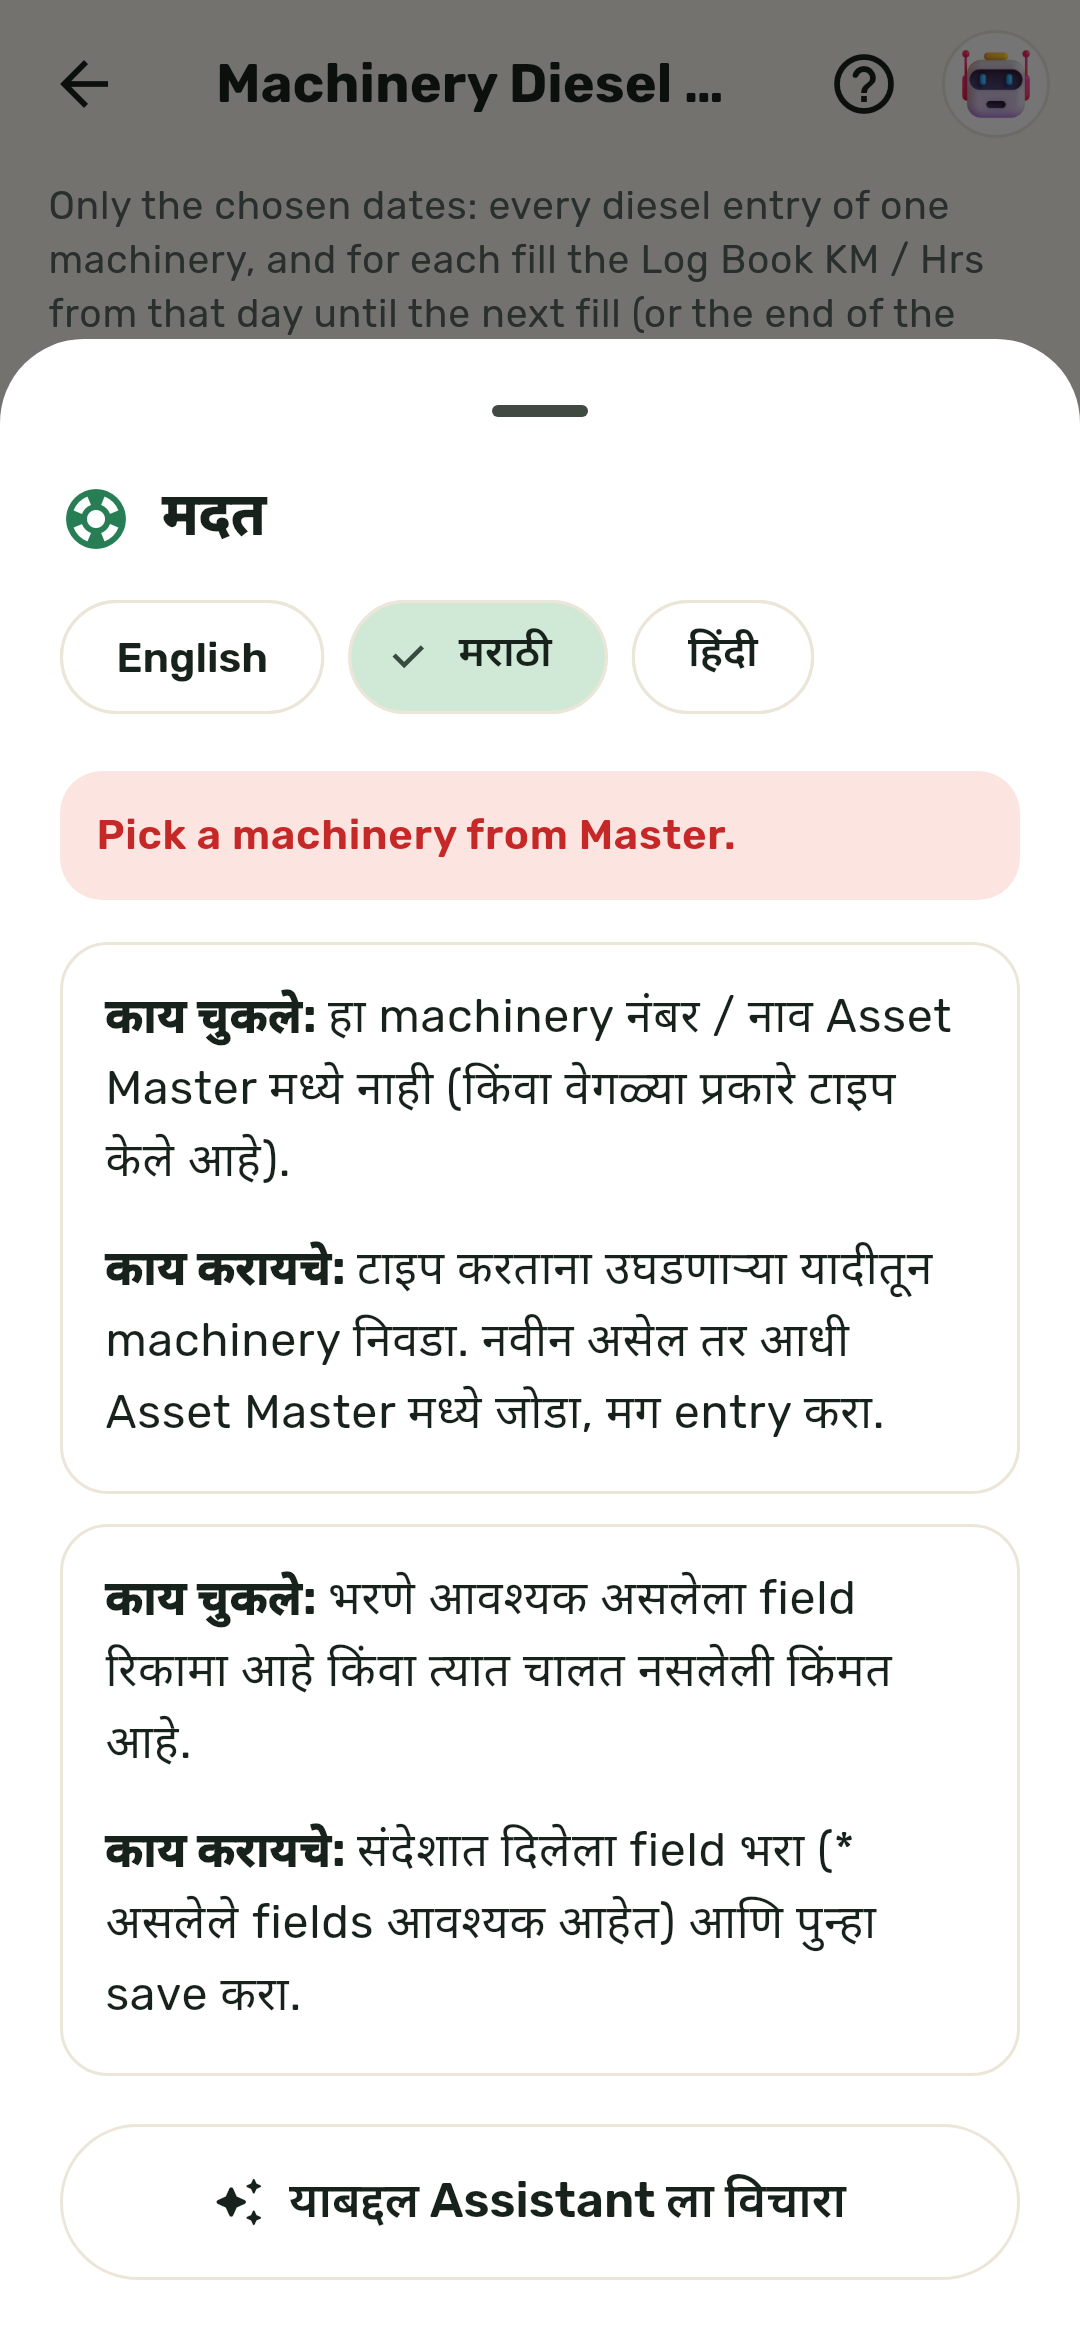 Machinery Diesel ...
Only the chosen dates: every diesel entry of one
machinery, and for each fill the Log Book KM / Hrs
from that day until the next fill (or the end of the
मदत
English
मराठी
हिंदी
Pick a machinery from Master.
काय चुकले: हा machinery नंबर / नाव Asset
Master मध्ये नाही (किंवा वेगळ्या प्रकारे टाइप
केले आहे).
काय करायचे: टाइप करताना उघडणाऱ्या यादीतून
machinery निवडा. नवीन असेल तर आधी
Asset Master मध्ये जोडा, मग entry करा.
काय चुकले: भरणे आवश्यक असलेला field
रिकामा आहे किंवा त्यात चालत नसलेली किंमत
आहे.
काय करायचे: संदेशात दिलेला field भरा (*
असलेले fields आवश्यक आहेत) आणि पुन्हा
save करा.
याबद्दल Assistant ला विचारा